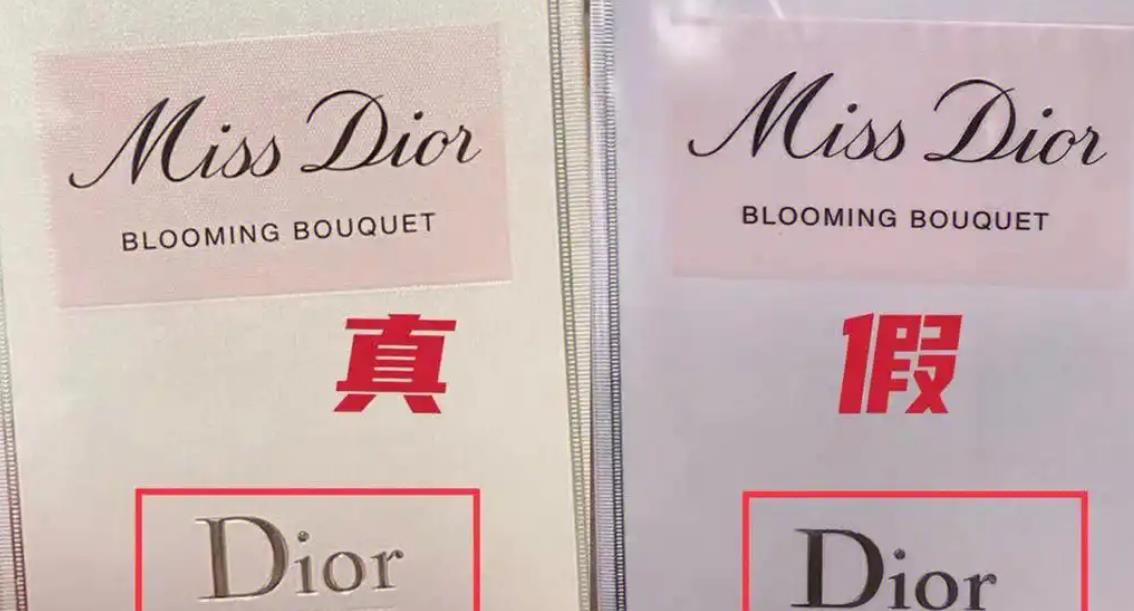 Miss Dior
BLOOMING BOUQUET
真
Dior
Miss Dior
BLOOMING BOUQUET
假
Dior